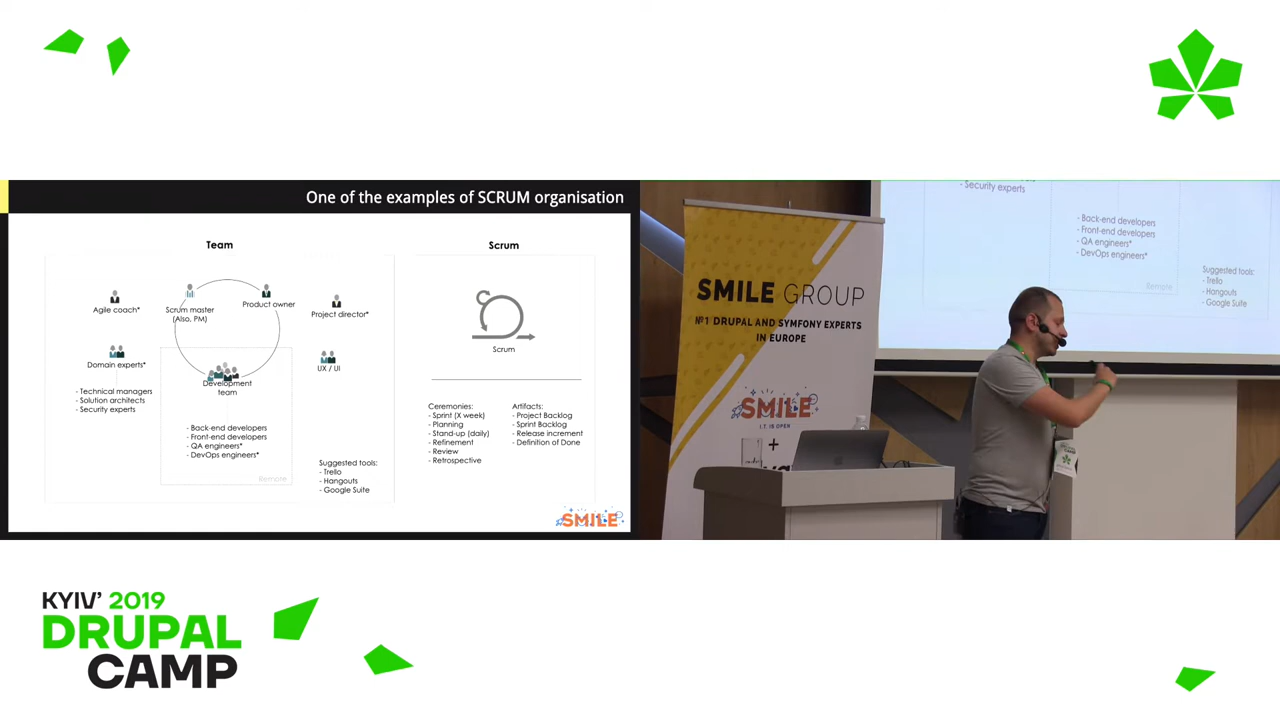 One of the examples of SCRUM organisation
Team
Scrum
Agile coach*
Scrum master
(Also, PM)
Product owner
Project director*
Domain experts*
- Technical managers
- Solution architects
- Security experts
Development
team
UX / UI
- Back-end developers
- Front-end developers
- QA engineers*
- DevOps engineers*
Remote
Suggested tools:
- Trello
- Hangouts
- Google Suite
Scrum
Ceremonies:
- Sprint (X week)
- Planning
- Stand-up (daily)
- Refinement
- Review
- Retrospective
Artifacts:
- Project Backlog
- Sprint Backlog
- Release increment
- Definition of Done
SMILE
- Security experts
- Back-end developers
- Front-end developers
- QA engineers*
- DevOps engineers*
Remote
Suggested tools:
- Trello
- Hangouts
- Google Suite
SMILE GROUP
№1 DRUPAL AND SYMFONY EXPERTS
IN EUROPE
SMILE
I.T. IS OPEN
+
CAMP
KYIV' 2019
DRUPAL
CAMP